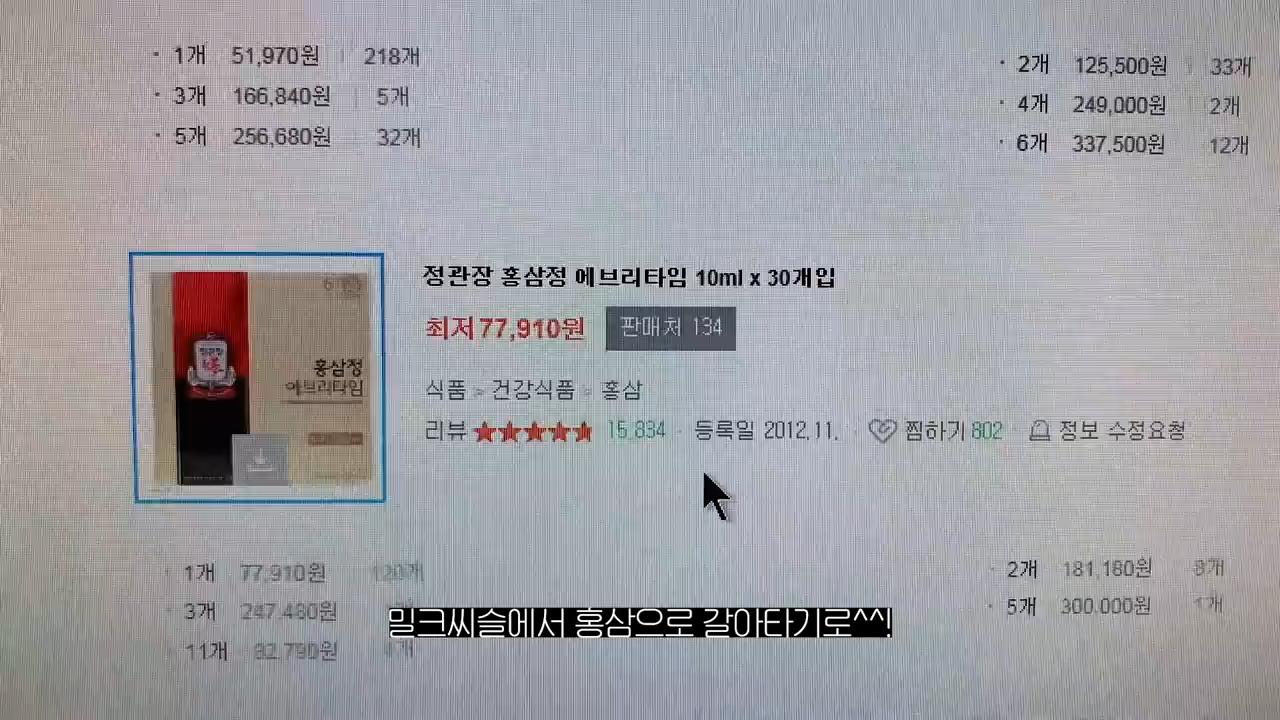 · 1개 51,970원 218개
· 2개 125,500원 33개
· 3개 166,840원 5개
· 4개 249,000원 2개
· 5개 256,680원 32개
· 6개 337,500원 12개
정관장 홍삼정 에브리타임 10ml x 30개입
최저 77,910원 판매처 134
홍삼정
에브리타임
식품 > 건강식품 > 홍삼
리뷰 15,834 · 등록일 2012.11. · 찜하기 802 · 정보 수정요청
· 1개 77,910원 120개
· 2개 181,180원
· 3개 247,480원
· 5개 300,000원
밀크씨슬에서 홍삼으로 갈아타기로^^!
11개 92,790원